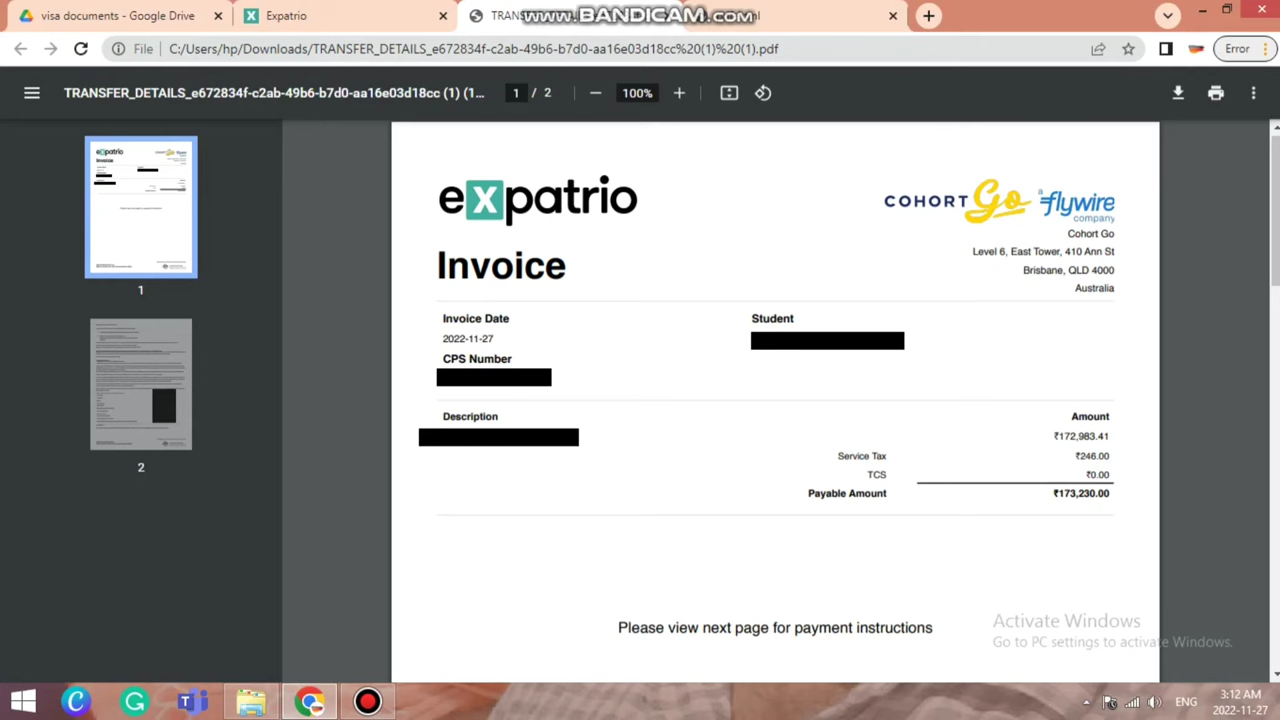 visa documents - Google Drive
Expatrio
TRANS
www.BANDICAM.com
File
C:/Users/hp/Downloads/TRANSFER_DETAILS_e672834f-c2ab-49b6-b7d0-aa16e03d18cc%20(1)%20(1).pdf
Error
TRANSFER_DETAILS_e672834f-c2ab-49b6-b7d0-aa16e03d18cc (1) (1...
1 / 2
100%
expatrio
COHORT Go a flywire company
Cohort Go
Level 6, East Tower, 410 Ann St
Invoice
Brisbane, QLD 4000
Australia
Invoice Date
Student
2022-11-27
CPS Number
Description
Amount
₹172,983.41
Service Tax
₹246.00
TCS
₹0.00
Payable Amount
₹173,230.00
Please view next page for payment instructions
expatrio
Invoice
1
2
Activate Windows
Go to PC settings to activate Windows.
ENG
3:12 AM
2022-11-27